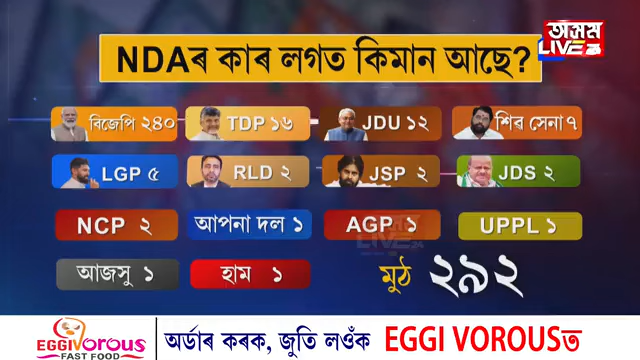 অসম
LIVE 24
NDAৰ কাৰ লগত কিমান আছে?
বিজেপি ২৪০ TDP ১৬ JDU ১২ শিৱ সেনা ৭
LGP ৫ RLD ২ JSP ২ JDS ২
NCP ২ আপনা দল ১ AGP ১ UPPL ১
আজসু ১ হাম ১ মুঠ ২৯২
EGGIVOROUS
FAST FOOD
অৰ্ডাৰ কৰক, জুতি লওঁক EGGI VOROUSত